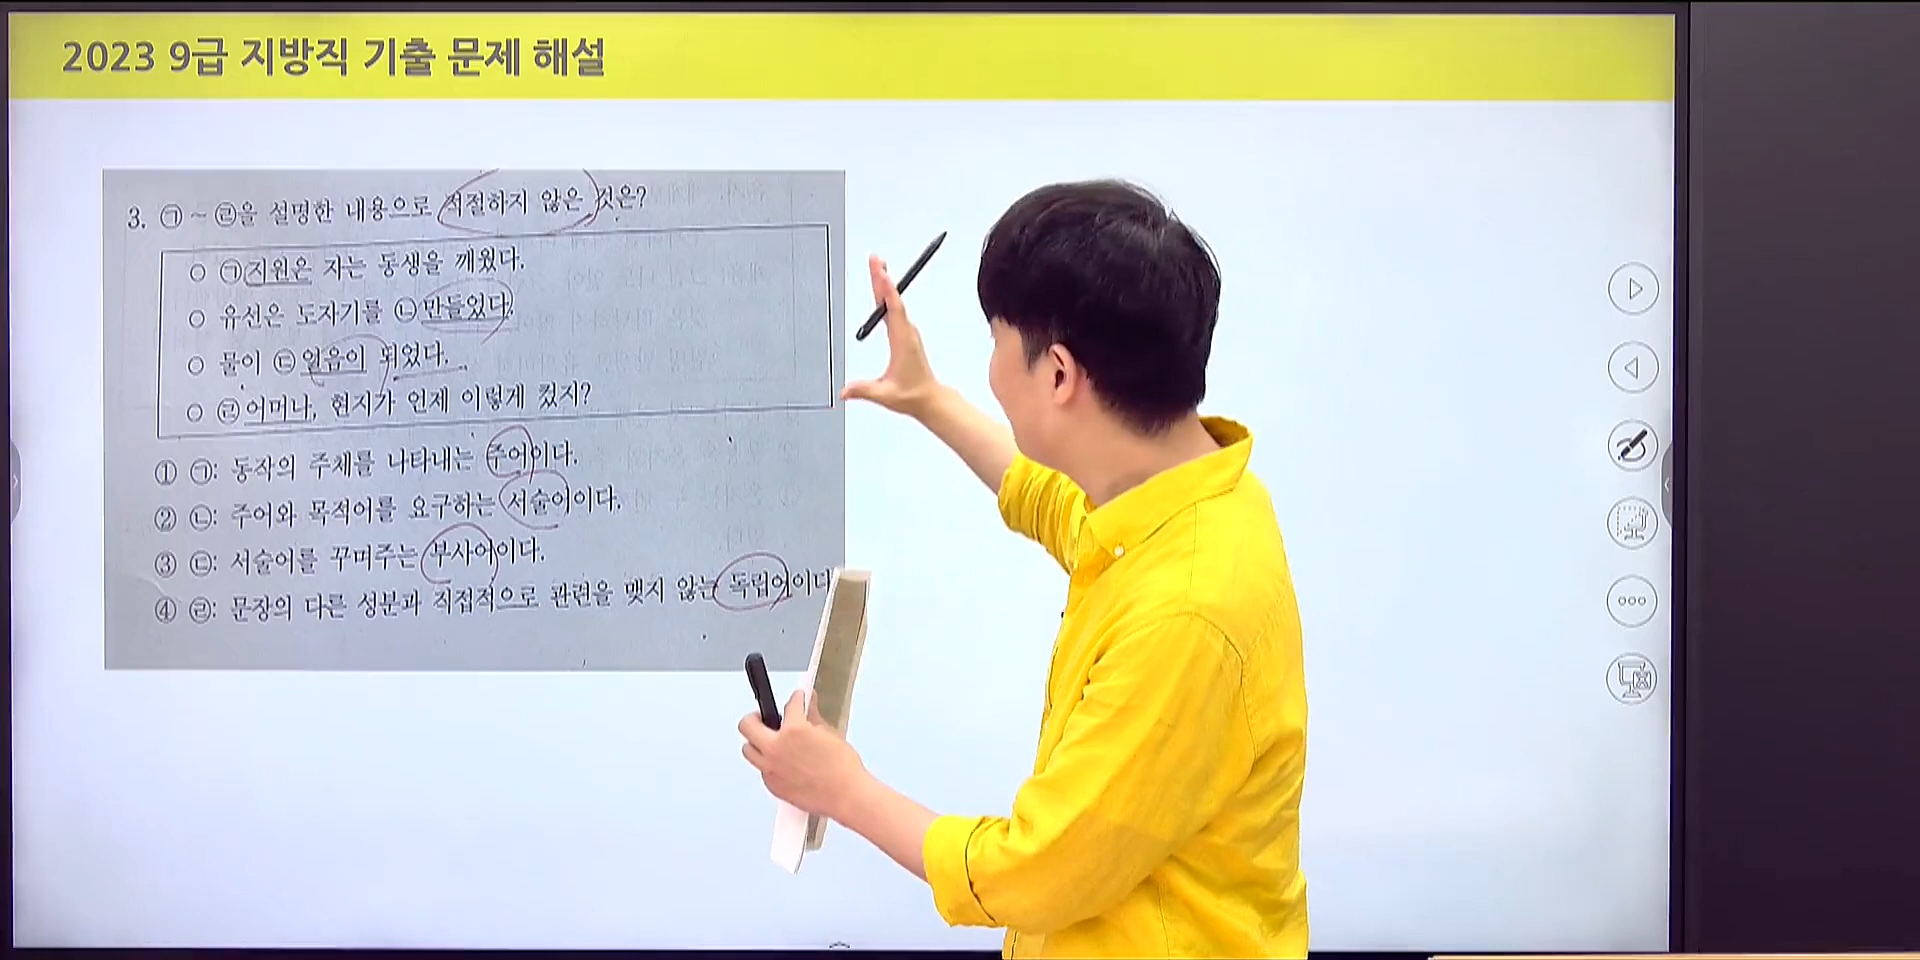 2023 9급 지방직 기출 문제 해설
3. ㉠~㉣을 설명한 내용으로 적절하지 않은 것은?
○ ㉠지원은 자는 동생을 깨웠다.
○ 유선은 도자기를 ㉡만들었다.
○ 물이 ㉢얼음이 되었다.
○ ㉣어머나, 현지가 언제 이렇게 컸지?
① ㉠: 동작의 주체를 나타내는 주어이다.
② ㉡: 주어와 목적어를 요구하는 서술어이다.
③ ㉢: 서술어를 꾸며주는 부사어이다.
④ ㉣: 문장의 다른 성분과 직접적으로 관련을 맺지 않는 독립어이다